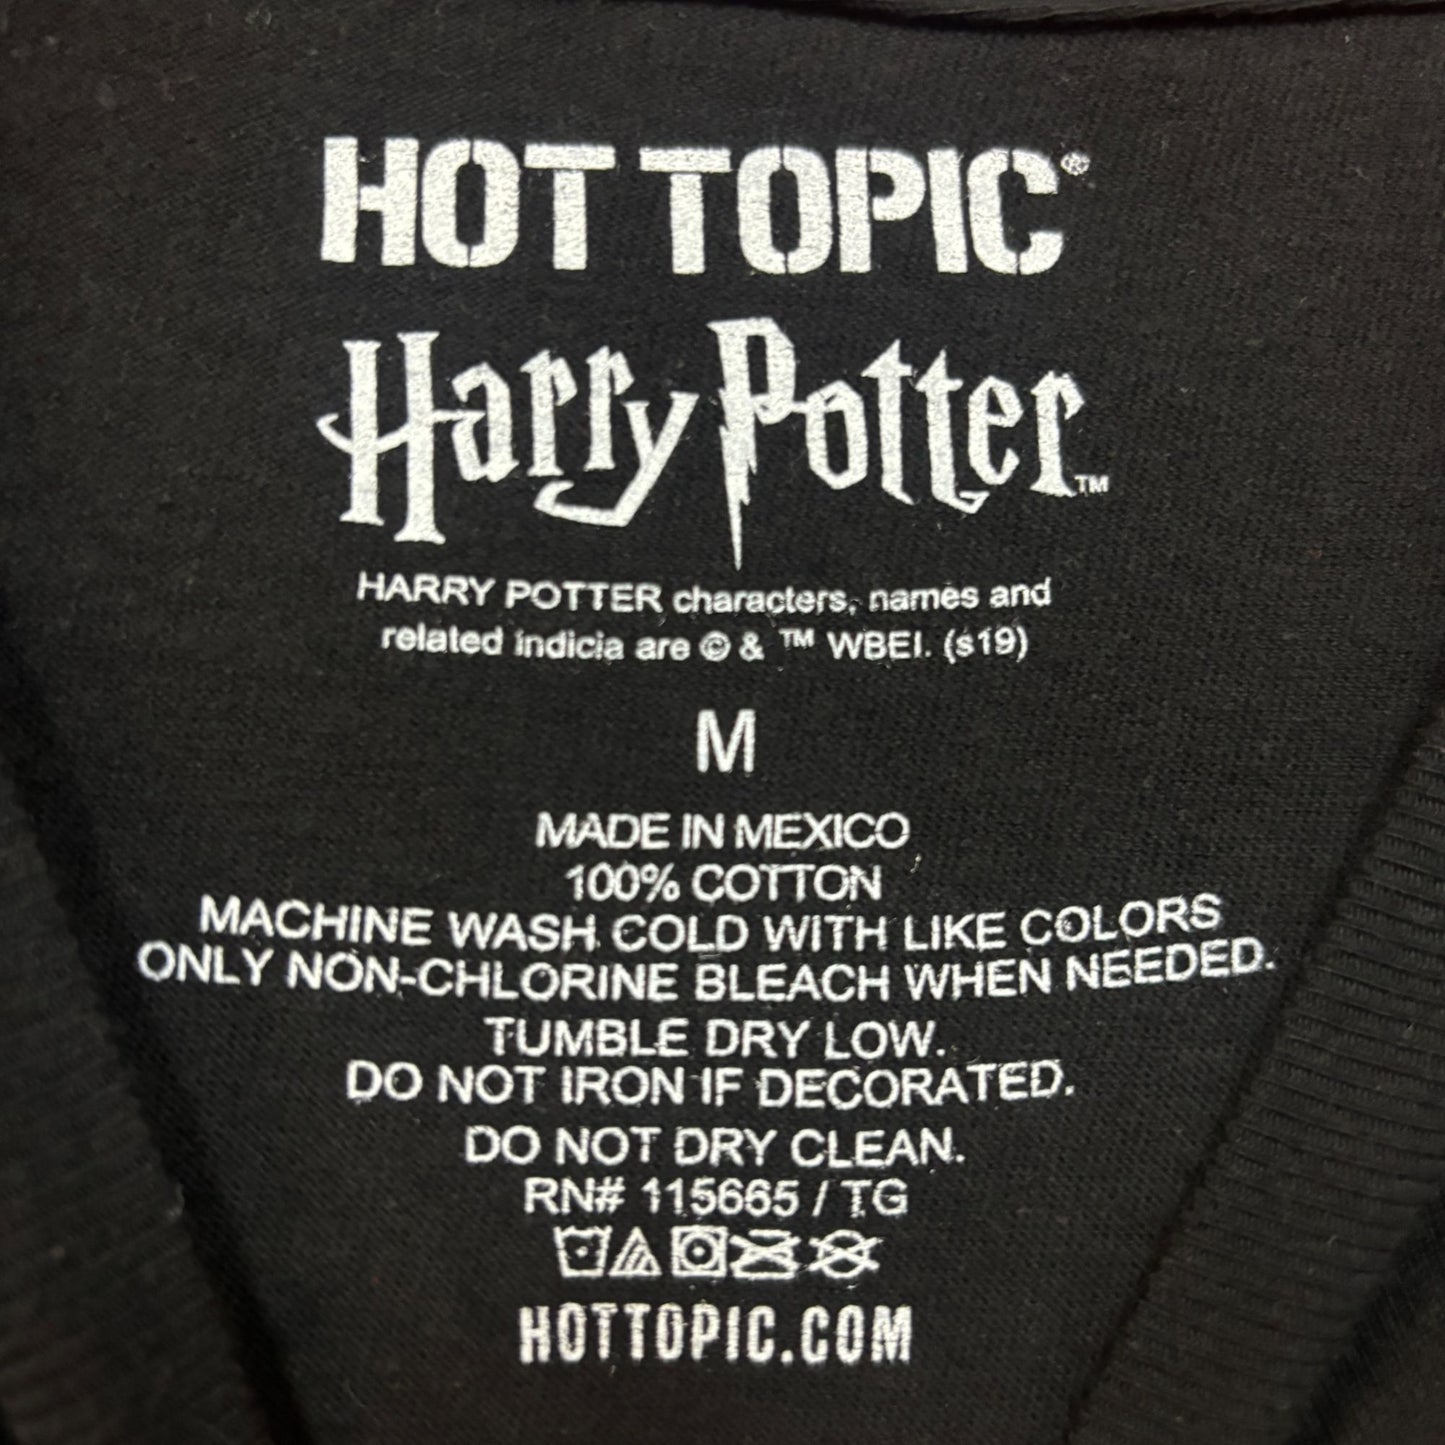 HOT TOPIC®
Harry Potter™
HARRY POTTER characters, names and
related indicia are © & ™ WBEI. (s19)
M
MADE IN MEXICO
100% COTTON
MACHINE WASH COLD WITH LIKE COLORS
ONLY NON-CHLORINE BLEACH WHEN NEEDED.
TUMBLE DRY LOW.
DO NOT IRON IF DECORATED.
DO NOT DRY CLEAN.
RN# 115665 / TG
HOTTOPIC.COM